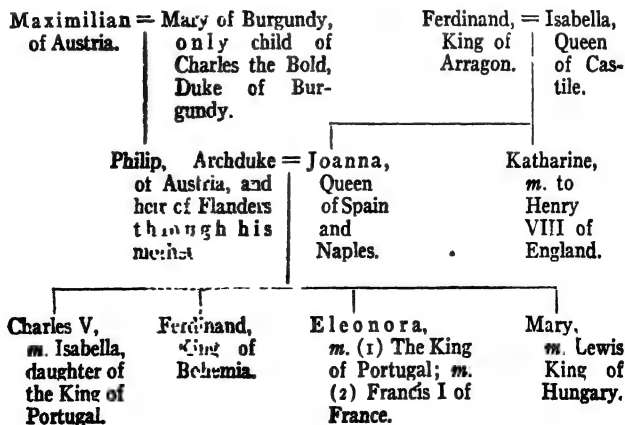 Maximilian = Mary of Burgundy,
of Austria.
only child of
Charles the Bold,
Duke of Bur-
gundy.
Ferdinand, = Isabella,
King of
Arragon.
Queen
of Cas-
tile.
Philip, Archduke = Joanna,
of Austria, and
heir of Flanders
through his
Queen
of Spain
and
Naples.
Katharine,
m. to
Henry
VIII of
England.
Charles V,
m. Isabella,
daughter of
the King of
Portugal.
Ferdinand,
King of
Bohemia.
Eleonora,
m. (1) The King
of Portugal; m.
(2) Francis I of
France.
Mary,
m. Lewis
King of
Hungary.